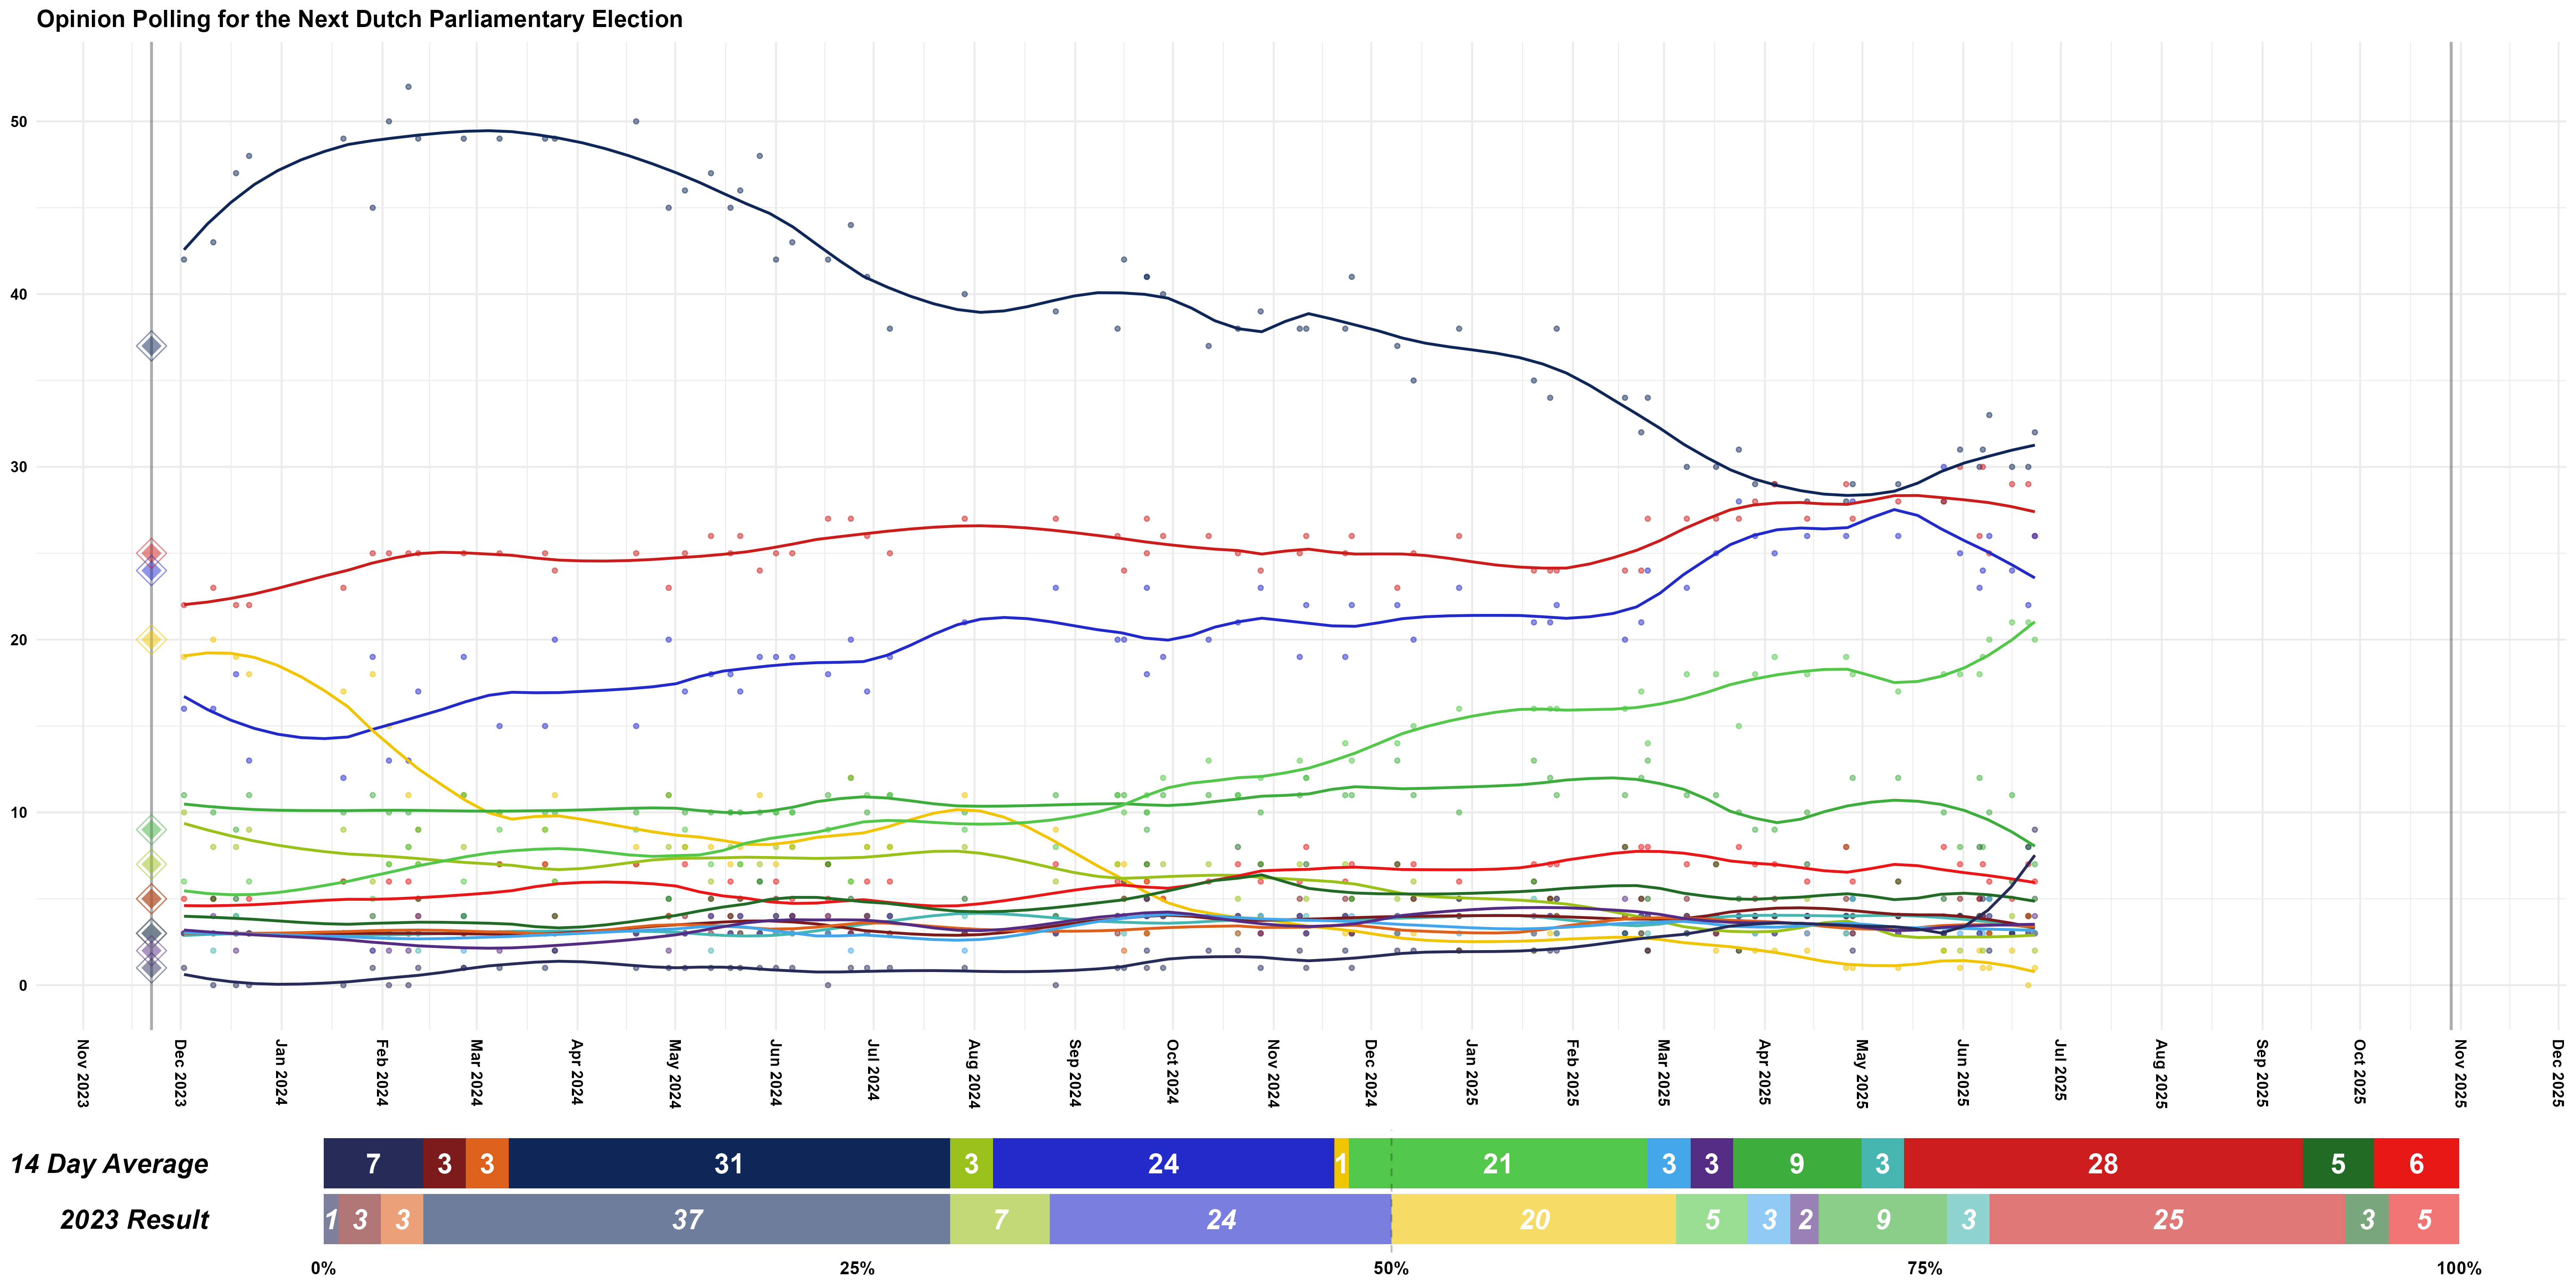 Opinion Polling for the Next Dutch Parliamentary Election
50
40
30
20
10
0
Nov 2023
Dec 2023
Jan 2024
Feb 2024
Mar 2024
Apr 2024
May 2024
Jun 2024
Jul 2024
Aug 2024
Sep 2024
Oct 2024
Nov 2024
Dec 2024
Jan 2025
Feb 2025
Mar 2025
Apr 2025
May 2025
Jun 2025
Jul 2025
Aug 2025
Sep 2025
Oct 2025
Nov 2025
Dec 2025
14 Day Average 7 3 3 31 3 24 1 21 3 3 9 3 28 5 6
2023 Result 1 3 3 37 7 24 20 5 3 2 9 3 25 3 5
0% 25% 50% 75% 100%